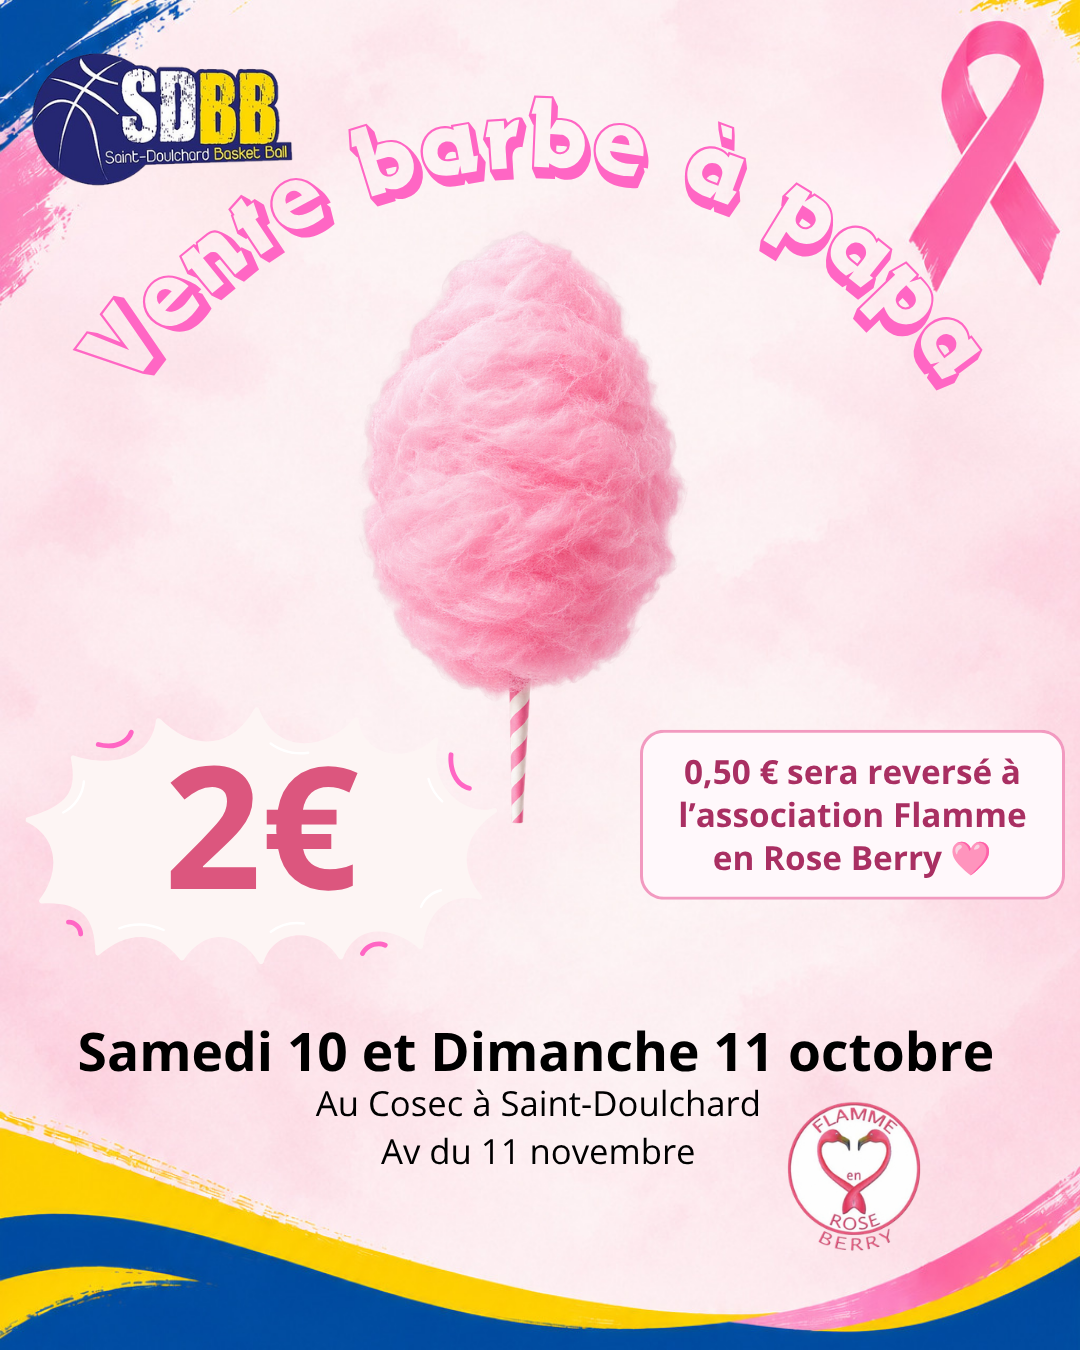 SDBB
Saint-Doulchard Basket Ball
Vente barbe à papa
2€
0,50 € sera reversé à
l’association Flamme
en Rose Berry 🩷
Samedi 10 et Dimanche 11 octobre
Au Cosec à Saint-Doulchard
Av du 11 novembre
FLAMME
en
ROSE
BERRY